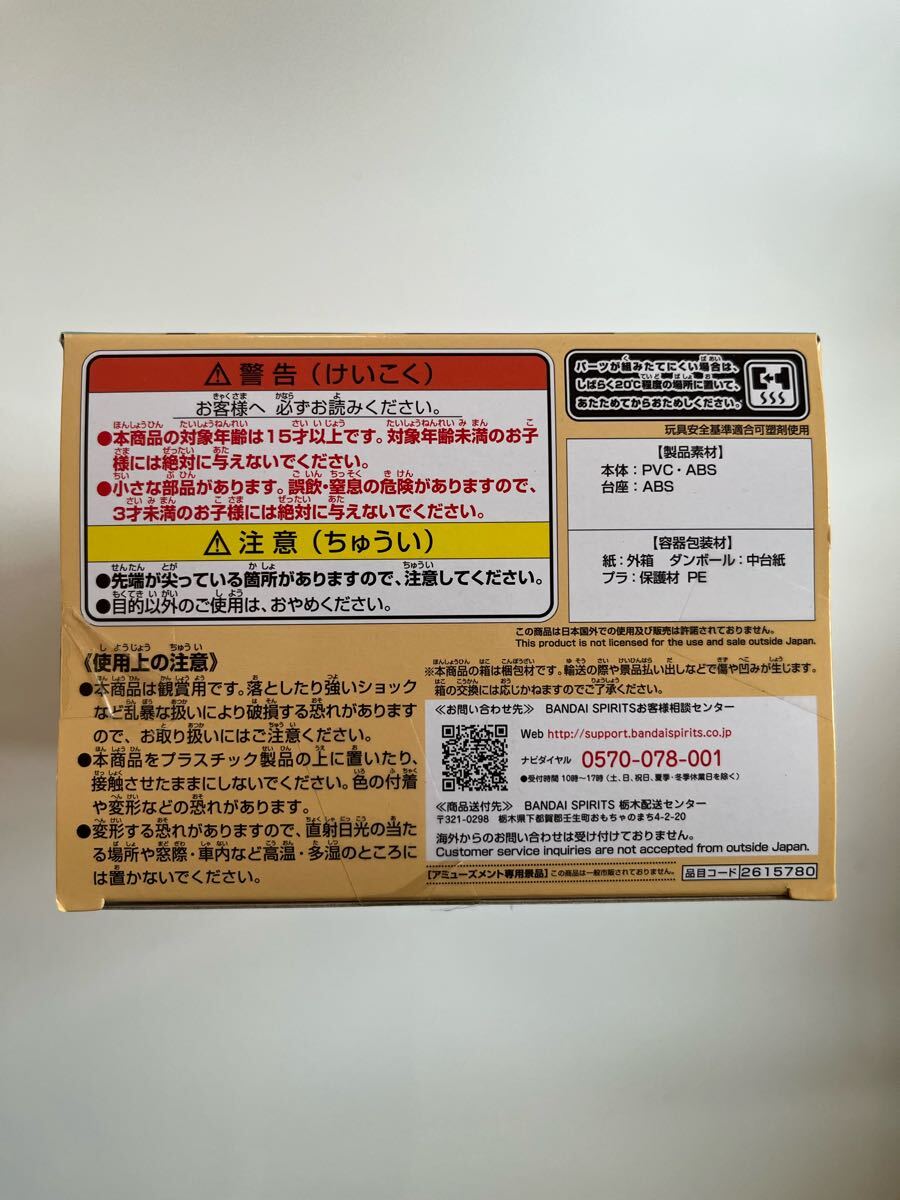 ⚠警告（けいこく）
お客様へ 必ずお読みください。
●本商品の対象年齢は15才以上です。対象年齢未満のお子
様には絶対に与えないでください。
●小さな部品があります。誤飲・窒息の危険がありますので、
3才未満のお子様には絶対に与えないでください。
⚠注意（ちゅうい）
●先端が尖っている箇所がありますので、注意してください。
●目的以外のご使用は、おやめください。
《使用上の注意》
●本商品は観賞用です。落としたり強いショック
など乱暴な扱いにより破損する恐れがあります
ので、お取り扱いにはご注意ください。
●本商品をプラスチック製品の上に置いたり、
接触させたままにしないでください。色の付着
や変形などの恐れがあります。
●変形する恐れがありますので、直射日光の当た
る場所や窓際・車内など高温・多湿のところに
は置かないでください。
パーツが組みたてにくい場合は、
しばらく20℃程度の場所に置いて、
あたためてからおためしください。
玩具安全基準適合可塑剤使用
【製品素材】
本体：PVC・ABS
台座：ABS
【容器包装材】
紙：外箱 ダンボール：中台紙
プラ：保護材 PE
この商品は日本国外での使用及び販売は許諾されておりません。
This product is not licensed for the use and sale outside Japan.
※本商品の箱は梱包材です。輸送の際や景品払い出しなどで傷や凹みが生じます。
箱の交換には応じかねますのでご了承ください。
≪お問い合わせ先≫ BANDAI SPIRITSお客様相談センター
Web http://support.bandaispirits.co.jp
ナビダイヤル 0570-078-001
●受付時間 10時～17時（土、日、祝日、夏季・冬季休業日を除く）
≪商品送付先≫ BANDAI SPIRITS 栃木配送センター
〒321-0298 栃木県下都賀郡壬生町おもちゃのまち4-2-20
海外からのお問い合わせは受け付けておりません。
Customer service inquiries are not accepted from outside Japan.
【アミューズメント専用景品】この商品は一般市販されておりません。
品目コード 2615780